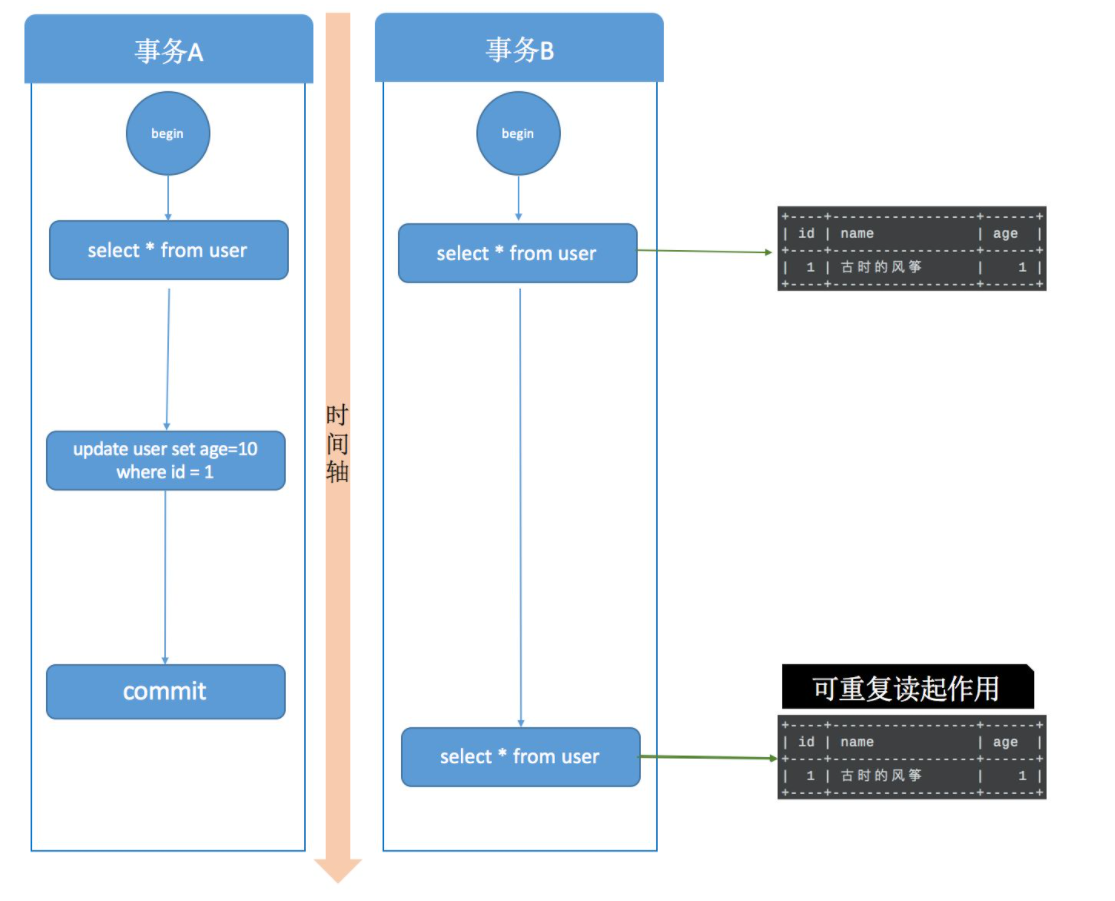 事务A
begin
select * from user
update user set age=10
where id = 1
commit
时
间
轴
事务B
begin
select * from user
+----+-----------------+------+
| id | name            | age  |
+----+-----------------+------+
|  1 | 古时的风筝      |    1 |
+----+-----------------+------+
select * from user
可重复读起作用
+----+-----------------+------+
| id | name            | age  |
+----+-----------------+------+
|  1 | 古时的风筝      |    1 |
+----+-----------------+------+